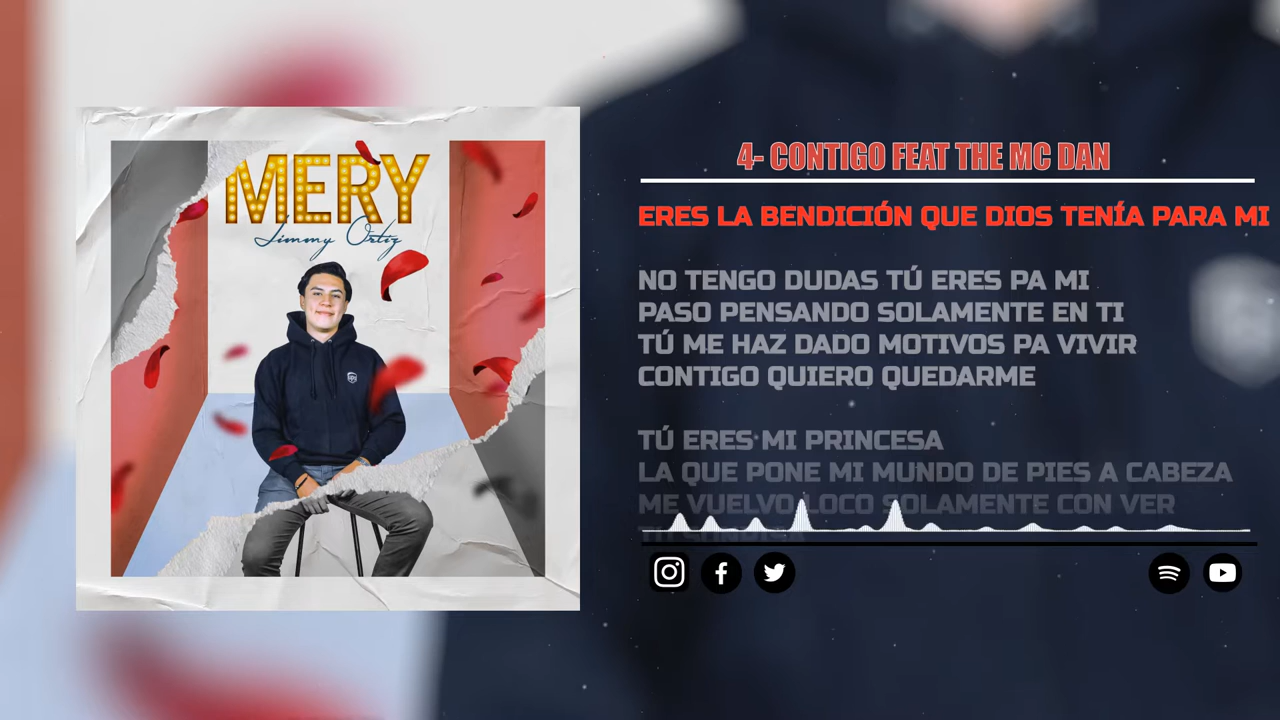 MERY
Jimmy Ortiz
4- CONTIGO FEAT THE MC DAN
ERES LA BENDICIÓN QUE DIOS TENÍA PARA MI
NO TENGO DUDAS TÚ ERES PA MI
PASO PENSANDO SOLAMENTE EN TI
TÚ ME HAZ DADO MOTIVOS PA VIVIR
CONTIGO QUIERO QUEDARME
TÚ ERES MI PRINCESA
LA QUE PONE MI MUNDO DE PIES A CABEZA
ME VUELVO LOCO SOLAMENTE CON VER